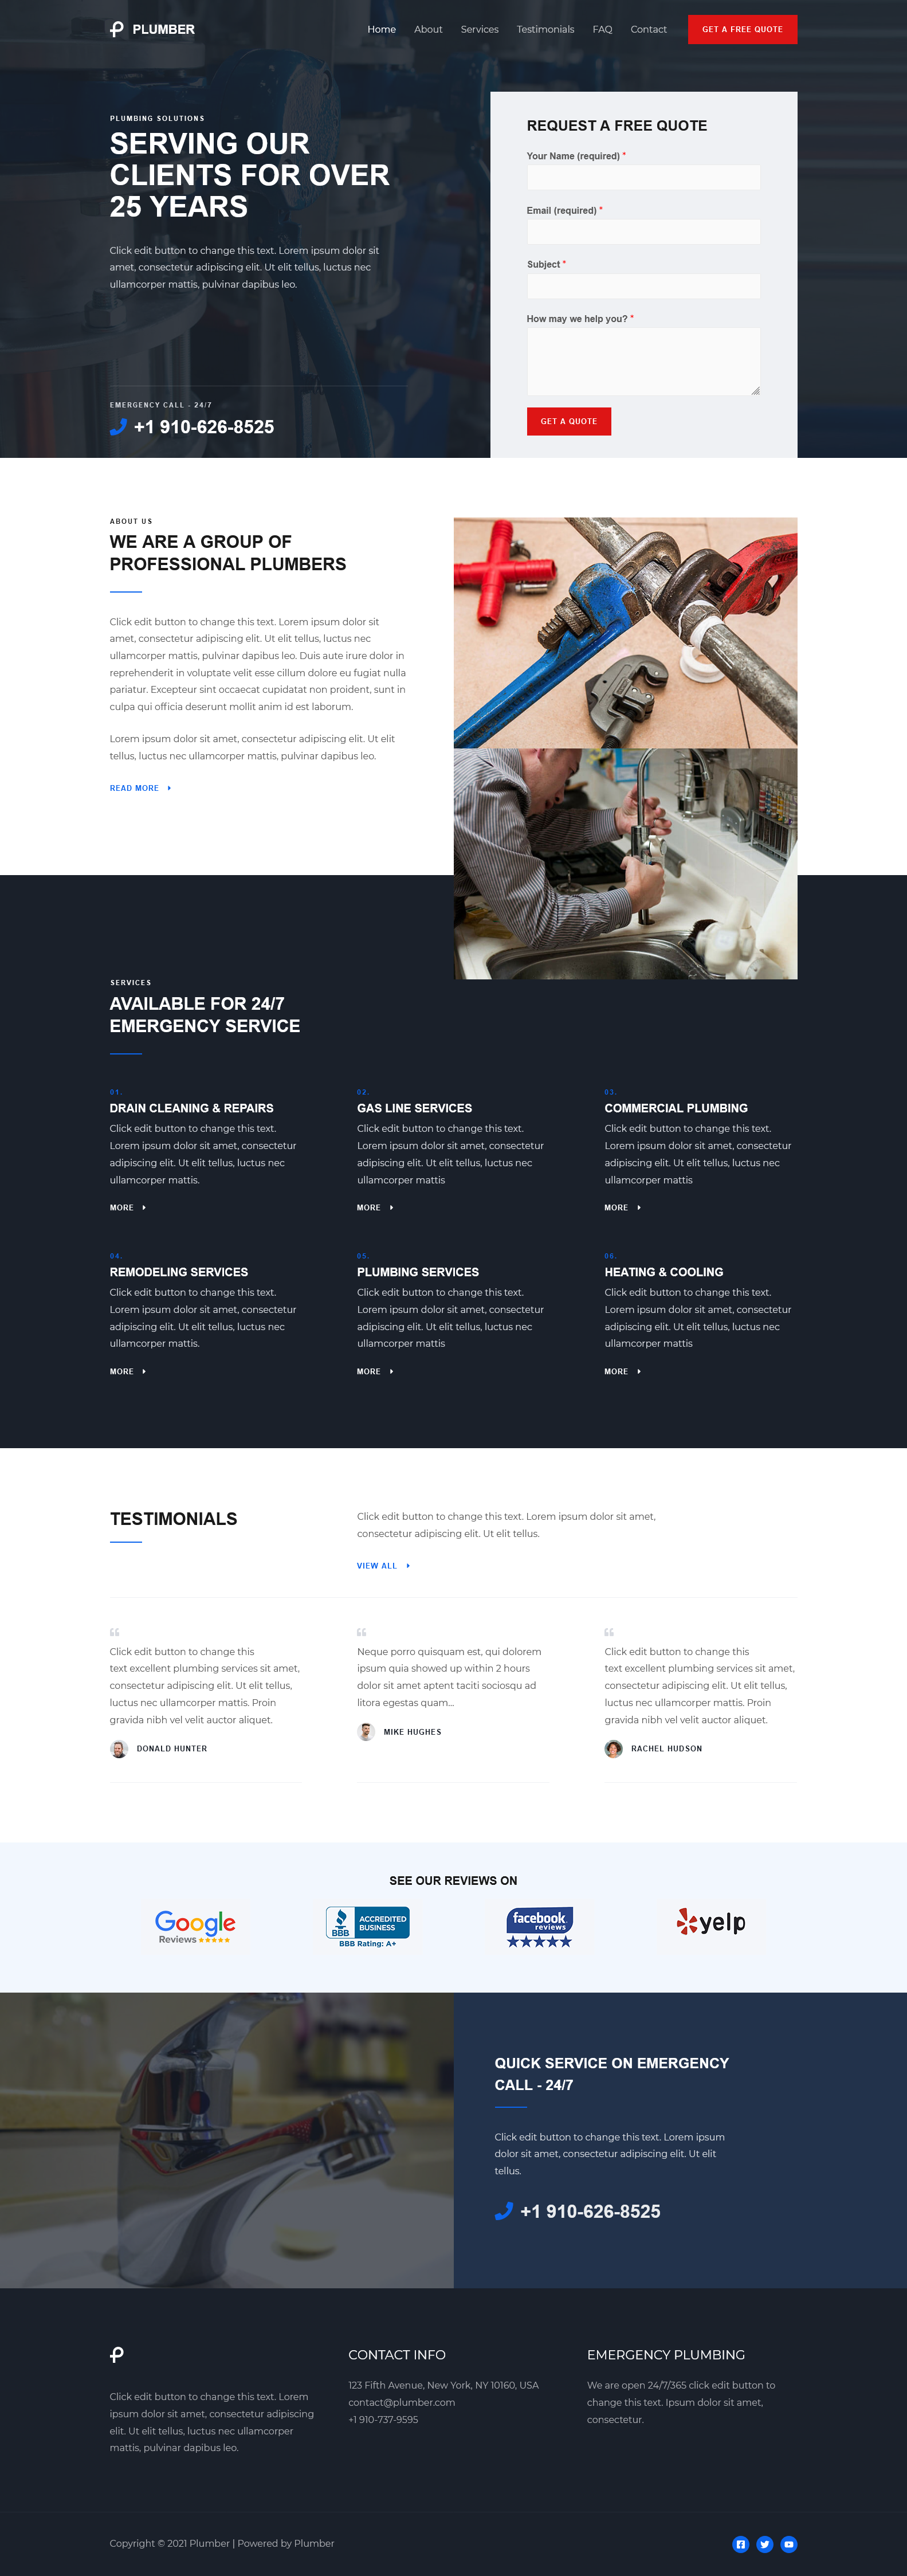 PLUMBER
Home About Services Testimonials FAQ Contact GET A FREE QUOTE
PLUMBING SOLUTIONS
SERVING OUR
CLIENTS FOR OVER
25 YEARS
Click edit button to change this text. Lorem ipsum dolor sit
amet, consectetur adipiscing elit. Ut elit tellus, luctus nec
ullamcorper mattis, pulvinar dapibus leo.
EMERGENCY CALL - 24/7
+1 910-626-8525
REQUEST A FREE QUOTE
Your Name (required) *
Email (required) *
Subject *
How may we help you? *
GET A QUOTE
ABOUT US
WE ARE A GROUP OF
PROFESSIONAL PLUMBERS
Click edit button to change this text. Lorem ipsum dolor sit
amet, consectetur adipiscing elit. Ut elit tellus, luctus nec
ullamcorper mattis, pulvinar dapibus leo. Duis aute irure dolor in
reprehenderit in voluptate velit esse cillum dolore eu fugiat nulla
pariatur. Excepteur sint occaecat cupidatat non proident, sunt in
culpa qui officia deserunt mollit anim id est laborum.
Lorem ipsum dolor sit amet, consectetur adipiscing elit. Ut elit
tellus, luctus nec ullamcorper mattis, pulvinar dapibus leo.
READ MORE
SERVICES
AVAILABLE FOR 24/7
EMERGENCY SERVICE
01.
DRAIN CLEANING & REPAIRS
Click edit button to change this text.
Lorem ipsum dolor sit amet, consectetur
adipiscing elit. Ut elit tellus, luctus nec
ullamcorper mattis.
MORE
02.
GAS LINE SERVICES
Click edit button to change this text.
Lorem ipsum dolor sit amet, consectetur
adipiscing elit. Ut elit tellus, luctus nec
ullamcorper mattis
MORE
03.
COMMERCIAL PLUMBING
Click edit button to change this text.
Lorem ipsum dolor sit amet, consectetur
adipiscing elit. Ut elit tellus, luctus nec
ullamcorper mattis
MORE
04.
REMODELING SERVICES
Click edit button to change this text.
Lorem ipsum dolor sit amet, consectetur
adipiscing elit. Ut elit tellus, luctus nec
ullamcorper mattis.
MORE
05.
PLUMBING SERVICES
Click edit button to change this text.
Lorem ipsum dolor sit amet, consectetur
adipiscing elit. Ut elit tellus, luctus nec
ullamcorper mattis
MORE
06.
HEATING & COOLING
Click edit button to change this text.
Lorem ipsum dolor sit amet, consectetur
adipiscing elit. Ut elit tellus, luctus nec
ullamcorper mattis
MORE
TESTIMONIALS
Click edit button to change this text. Lorem ipsum dolor sit amet,
consectetur adipiscing elit. Ut elit tellus.
VIEW ALL
Click edit button to change this
text excellent plumbing services sit amet,
consectetur adipiscing elit. Ut elit tellus,
luctus nec ullamcorper mattis. Proin
gravida nibh vel velit auctor aliquet.
DONALD HUNTER
Neque porro quisquam est, qui dolorem
ipsum quia showed up within 2 hours
dolor sit amet aptent taciti sociosqu ad
litora egestas quam…
MIKE HUGHES
Click edit button to change this
text excellent plumbing services sit amet,
consectetur adipiscing elit. Ut elit tellus,
luctus nec ullamcorper mattis. Proin
gravida nibh vel velit auctor aliquet.
RACHEL HUDSON
SEE OUR REVIEWS ON
Google
Reviews
BBB
ACCREDITED
BUSINESS
BBB Rating: A+
facebook
reviews
yelp
QUICK SERVICE ON EMERGENCY
CALL - 24/7
Click edit button to change this text. Lorem ipsum
dolor sit amet, consectetur adipiscing elit. Ut elit
tellus.
+1 910-626-8525
Click edit button to change this text. Lorem
ipsum dolor sit amet, consectetur adipiscing
elit. Ut elit tellus, luctus nec ullamcorper
mattis, pulvinar dapibus leo.
CONTACT INFO
123 Fifth Avenue, New York, NY 10160, USA
contact@plumber.com
+1 910-737-9595
EMERGENCY PLUMBING
We are open 24/7/365 click edit button to
change this text. Ipsum dolor sit amet,
consectetur.
Copyright © 2021 Plumber | Powered by Plumber